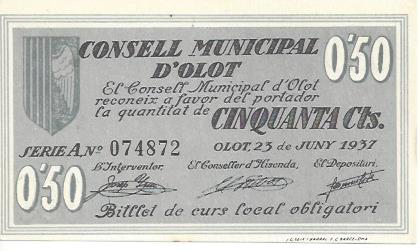 CONSELL MUNICIPAL
D'OLOT
0'50
El Consell Municipal d'Olot
reconeix a favor del portador
la quantitat de CINQUANTA Cts.
SERIE A, Nº 074872
OLOT, 23 de JUNY 1937
L'Interventor,
El Conseller d'Hisenda,
El Depositari,
0'50
Bitllet de curs local obligatori